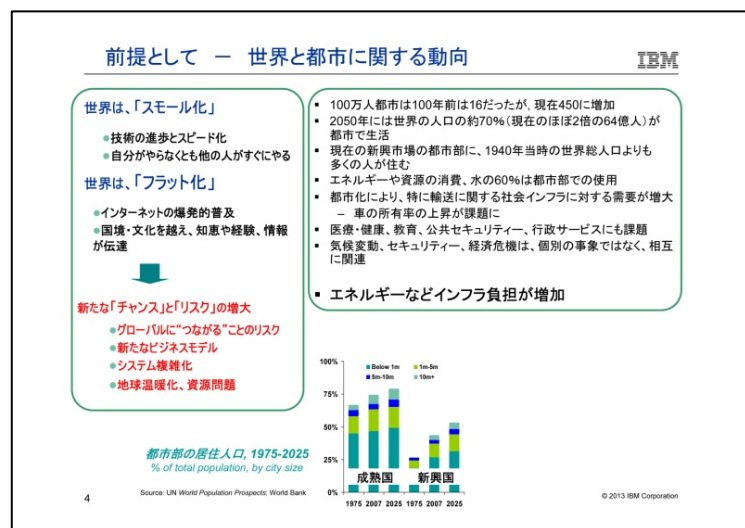 前提として － 世界と都市に関する動向
IBM
世界は、「スモール化」
●技術の進歩とスピード化
●自分がやらなくとも他の人がすぐにやる
世界は、「フラット化」
●インターネットの爆発的普及
●国境・文化を越え、知恵や経験、情報
が伝達
新たな「チャンス」と「リスク」の増大
●グローバルに“つながる”ことのリスク
●新たなビジネスモデル
●システム複雑化
●地球温暖化、資源問題
▪ 100万人都市は100年前は16だったが、現在450に増加
▪ 2050年には世界の人口の約70%（現在のほぼ2倍の64億人）が
都市で生活
▪ 現在の新興市場の都市部に、1940年当時の世界総人口よりも
多くの人が住む
▪ エネルギーや資源の消費、水の60%は都市部での使用
▪ 都市化により、特に輸送に関する社会インフラに対する需要が増大
– 車の所有率の上昇が課題に
▪ 医療・健康、教育、公共セキュリティー、行政サービスにも課題
▪ 気候変動、セキュリティー、経済危機は、個別の事象ではなく、相互
に関連
▪ エネルギーなどインフラ負担が増加
100%
75%
50%
25%
0%
Below 1m
1m-5m
5m-10m
10m+
成熟国
新興国
1975 2007 2025 1975 2007 2025
都市部の居住人口, 1975-2025
% of total population, by city size
4
Source: UN World Population Prospects; World Bank
© 2013 IBM Corporation